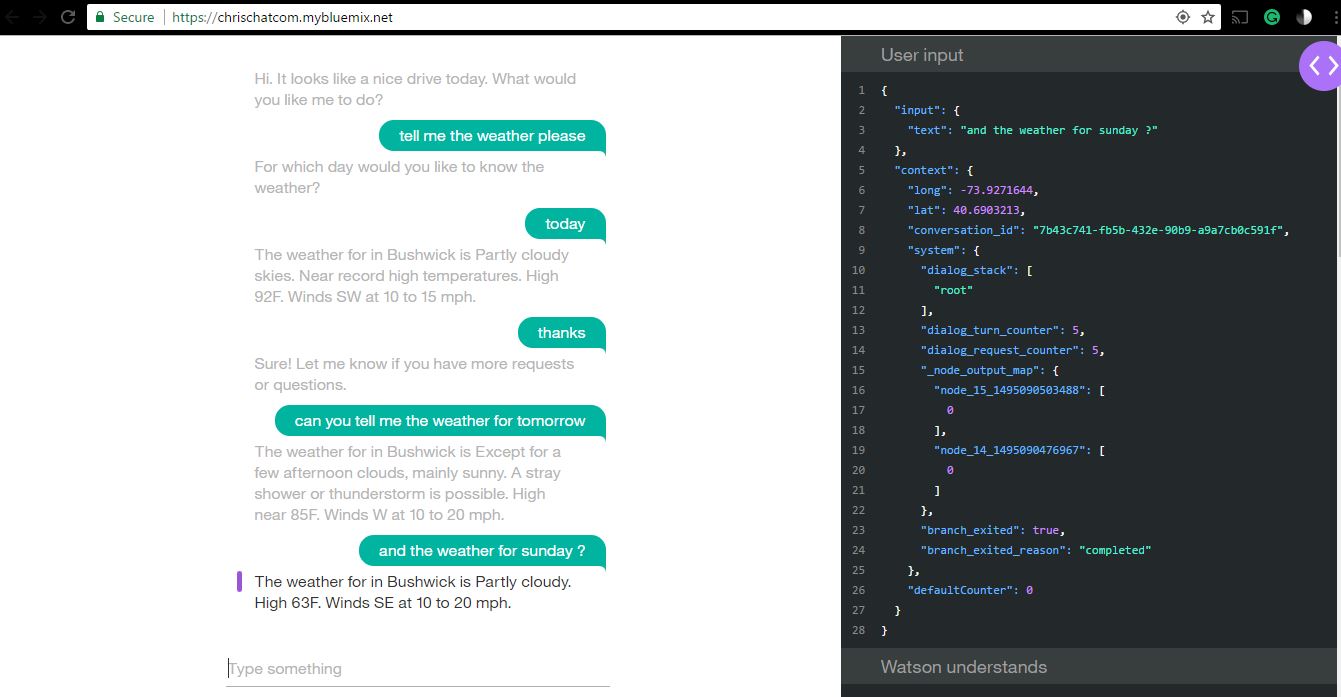 Secure https://chrischatcom.mybluemix.net
Hi. It looks like a nice drive today. What would
you like me to do?
tell me the weather please
For which day would you like to know the
weather?
today
The weather for in Bushwick is Partly cloudy
skies. Near record high temperatures. High
92F. Winds SW at 10 to 15 mph.
thanks
Sure! Let me know if you have more requests
or questions.
can you tell me the weather for tomorrow
The weather for in Bushwick is Except for a
few afternoon clouds, mainly sunny. A stray
shower or thunderstorm is possible. High
near 85F. Winds W at 10 to 20 mph.
and the weather for sunday ?
The weather for in Bushwick is Partly cloudy.
High 63F. Winds SE at 10 to 20 mph.
Type something
User input
1 {
2 "input": {
3 "text": "and the weather for sunday ?"
4 },
5 "context": {
6 "long": -73.9271644,
7 "lat": 40.6903213,
8 "conversation_id": "7b43c741-fb5b-432e-90b9-a9a7cb0c591f",
9 "system": {
10 "dialog_stack": [
11 "root"
12 ],
13 "dialog_turn_counter": 5,
14 "dialog_request_counter": 5,
15 "_node_output_map": {
16 "node_15_1495090503488": [
17 0
18 ],
19 "node_14_1495090476967": [
20 0
21 ]
22 },
23 "branch_exited": true,
24 "branch_exited_reason": "completed"
25 },
26 "defaultCounter": 0
27 }
28 }
Watson understands